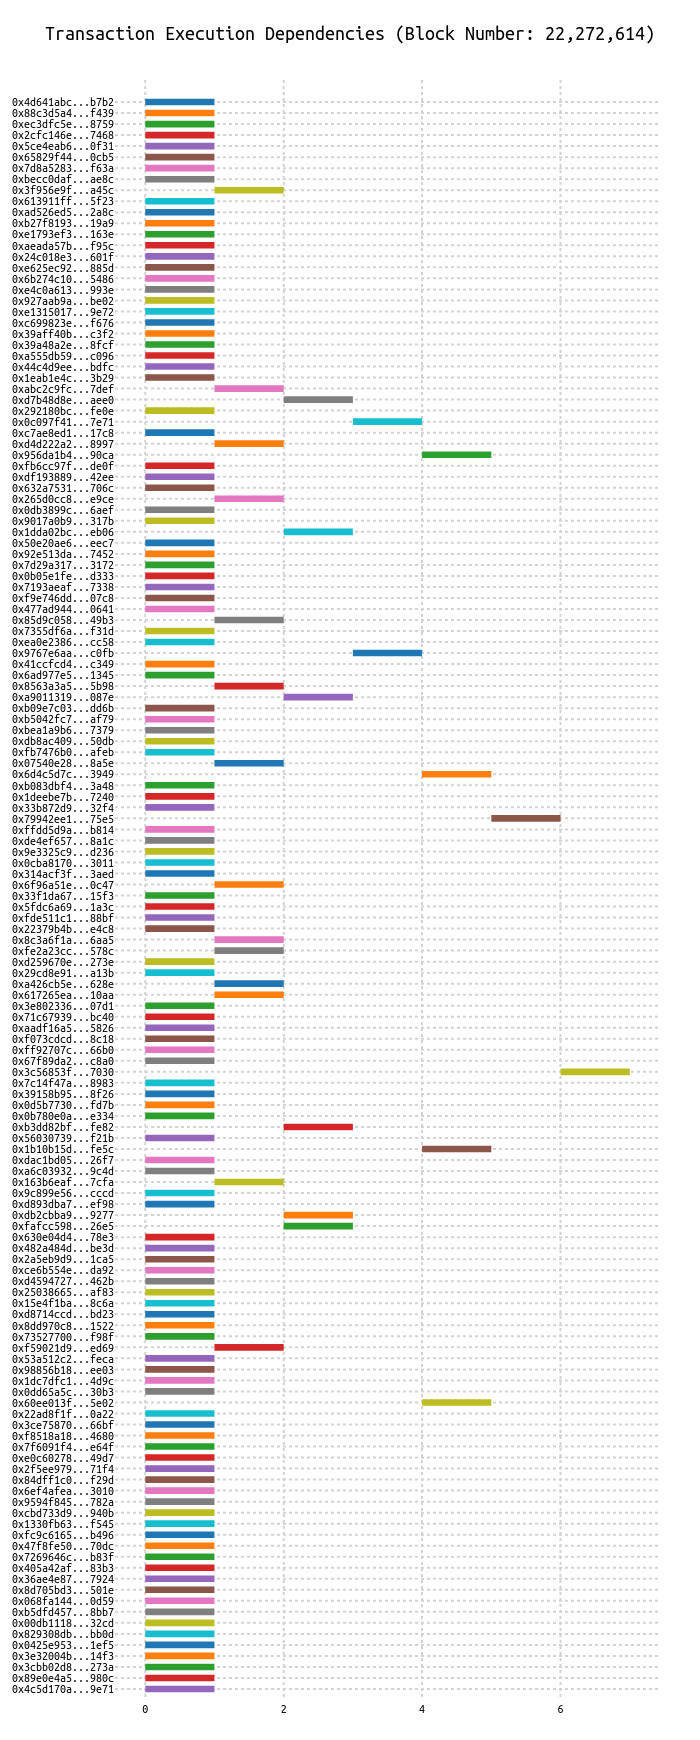 Transaction Execution Dependencies (Block Number: 22,272,614)
0x4d641abc...b7b2
0x88c3d5a4...f439
0xec3dfc5e...8759
0x2cfc146e...7468
0x5ce4eab6...0f31
0x65829f44...0cb5
0x7d8a5283...f63a
0xbecc0daf...ae8c
0x3f956e9f...a45c
0x613911ff...5f23
0xad526ed5...2a8c
0xb27f8193...19a9
0xe1793ef3...163e
0xaeada57b...f95c
0x24c018e3...601f
0xe625ec92...885d
0x6b274c10...5486
0xe4c0a613...993e
0x927aab9a...be02
0xe1315017...9e72
0xc699823e...f676
0x39aff40b...c3f2
0x39a48a2e...8fcf
0xa555db59...c096
0x44c4d9ee...bdfc
0x1eab1e4c...3b29
0xabc2c9fc...7def
0xd7b48d8e...aee0
0x292180bc...fe0e
0x0c097f41...7e71
0xc7ae8ed1...17c8
0xd4d222a2...8997
0x956da1b4...90ca
0xfb6cc97f...de0f
0xdf193889...42ee
0x632a7531...706c
0x265d0cc8...e9ce
0x0db3899c...6aef
0x9017a0b9...317b
0x1dda02bc...eb06
0x50e20ae6...eec7
0x92e513da...7452
0x7d29a317...3172
0x0b05e1fe...d333
0x7193aeaf...7338
0xf9e746dd...07c8
0x477ad944...0641
0x85d9c058...49b3
0x7355df6a...f31d
0xea0e2386...cc58
0x9767e6aa...c0fb
0x41ccfcd4...c349
0x6ad977e5...1345
0x8563a3a5...5b98
0xa9011319...087e
0xb09e7c03...dd6b
0xb5042fc7...af79
0xbea1a9b6...7379
0xdb8ac409...50db
0xfb7476b0...afeb
0x07540e28...8a5e
0x6d4c5d7c...3949
0xb083dbf4...3a48
0x1deebe7b...7240
0x33b872d9...32f4
0x79942ee1...75e5
0xffdd5d9a...b814
0xde4ef657...8a1c
0x9e3325c9...d236
0x0cba8170...3011
0x314acf3f...3aed
0x6f96a51e...0c47
0x33f1da67...15f3
0x5fdc6a69...1a3c
0xfde511c1...88bf
0x22379b4b...e4c8
0x8c3a6f1a...6aa5
0xfe2a23cc...578c
0xd259670e...273e
0x29cd8e91...a13b
0xa426cb5e...628e
0x617265ea...10aa
0x3e802336...07d1
0x71c67939...bc40
0xaadf16a5...5826
0xf073cdcd...8c18
0xff92707c...66b0
0x67f89da2...c8a0
0x3c56853f...7030
0x7c14f47a...8983
0x39158b95...8f26
0x0d5b7730...fd7b
0x0b780e0a...e334
0xb3dd82bf...fe82
0x56030739...f21b
0x1b10b15d...fe5c
0xdac1bd05...26f7
0xa6c03932...9c4d
0x163b6eaf...7cfa
0x9c899e56...cccd
0xd893dba7...ef98
0xdb2cbba9...9277
0xfafcc598...26e5
0x630e04d4...78e3
0x482a484d...be3d
0x2a5eb9d9...1ca5
0xce6b554e...da92
0xd4594727...462b
0x25038665...af83
0x15e4f1ba...8c6a
0xd8714ccd...bd23
0x8dd970c8...1522
0x73527700...f98f
0xf59021d9...ed69
0x53a512c2...feca
0x98856b18...ee03
0x1dc7dfc1...4d9c
0x0dd65a5c...30b3
0x60ee013f...5e02
0x22ad8f1f...0a22
0x3ce75870...66bf
0xf8518a18...4680
0x7f6091f4...e64f
0xe0c60278...49d7
0x2f5ee979...71f4
0x84dff1c0...f29d
0x6ef4afea...3010
0x9594f845...782a
0xcbd733d9...940b
0x1330fb63...f545
0xfc9c6165...b496
0x47f8fe50...70dc
0x7269646c...b83f
0x405a42af...83b3
0x36ae4e87...7924
0x8d705bd3...501e
0x068fa144...0d59
0xb5dfd457...8bb7
0x00db1118...32cd
0x829308db...bb0d
0x0425e953...1ef5
0x3e32004b...14f3
0x3cbb02d8...273a
0x89e0e4a5...980c
0x4c5d170a...9e71
0 2 4 6